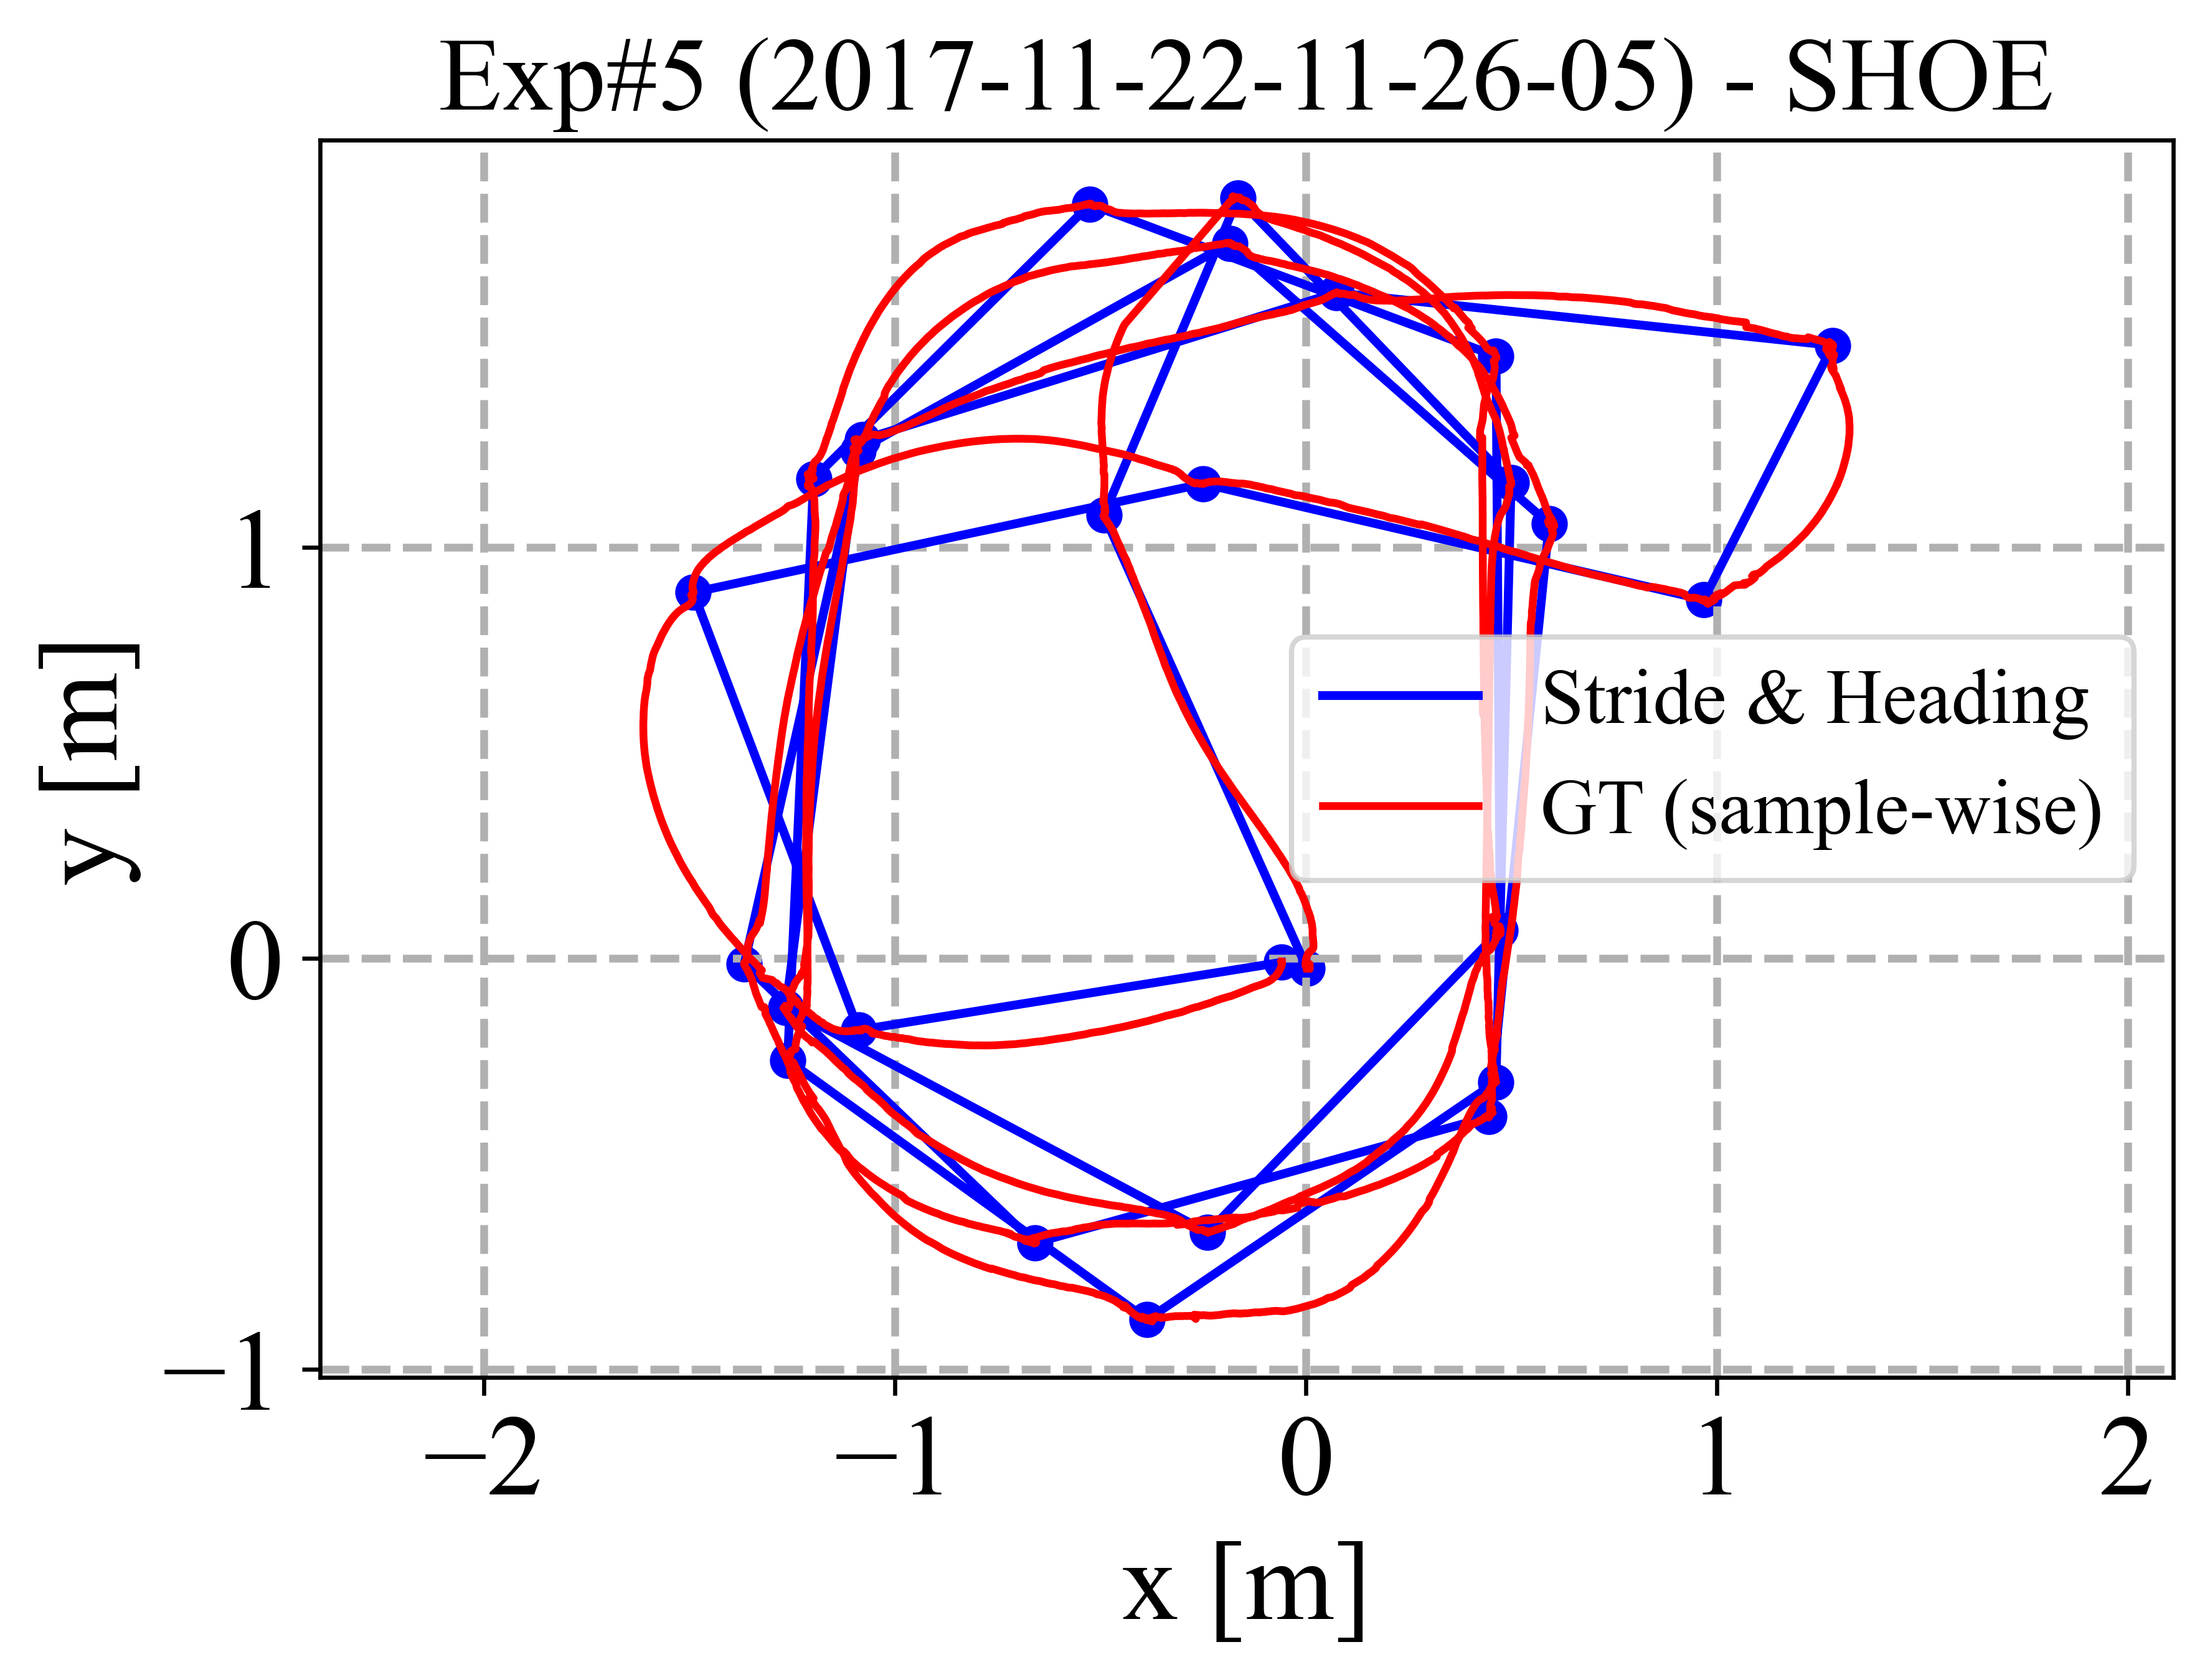 Exp#5 (2017-11-22-11-26-05) - SHOE
y [m]
1
0
−1
Stride & Heading
GT (sample-wise)
−2 −1 0 1 2
x [m]